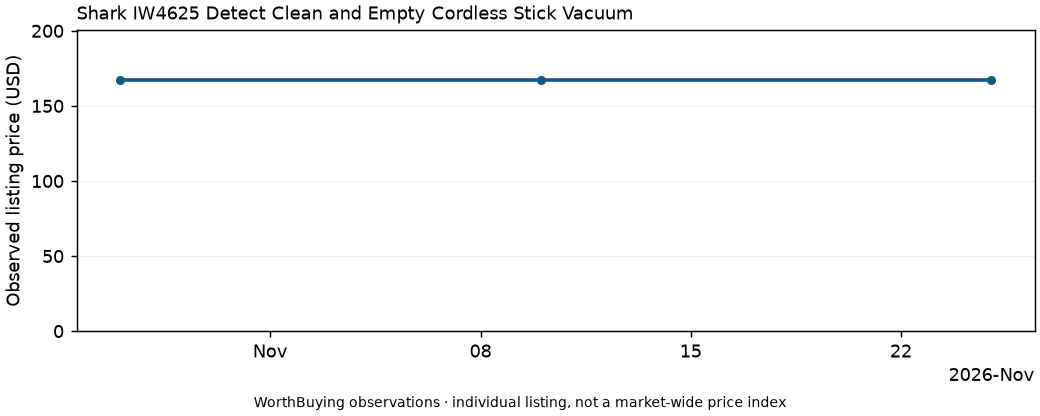 Shark IW4625 Detect Clean and Empty Cordless Stick Vacuum
Observed listing price (USD)
200
150
100
50
0
Nov
08
15
22
2026-Nov
WorthBuying observations · individual listing, not a market-wide price index